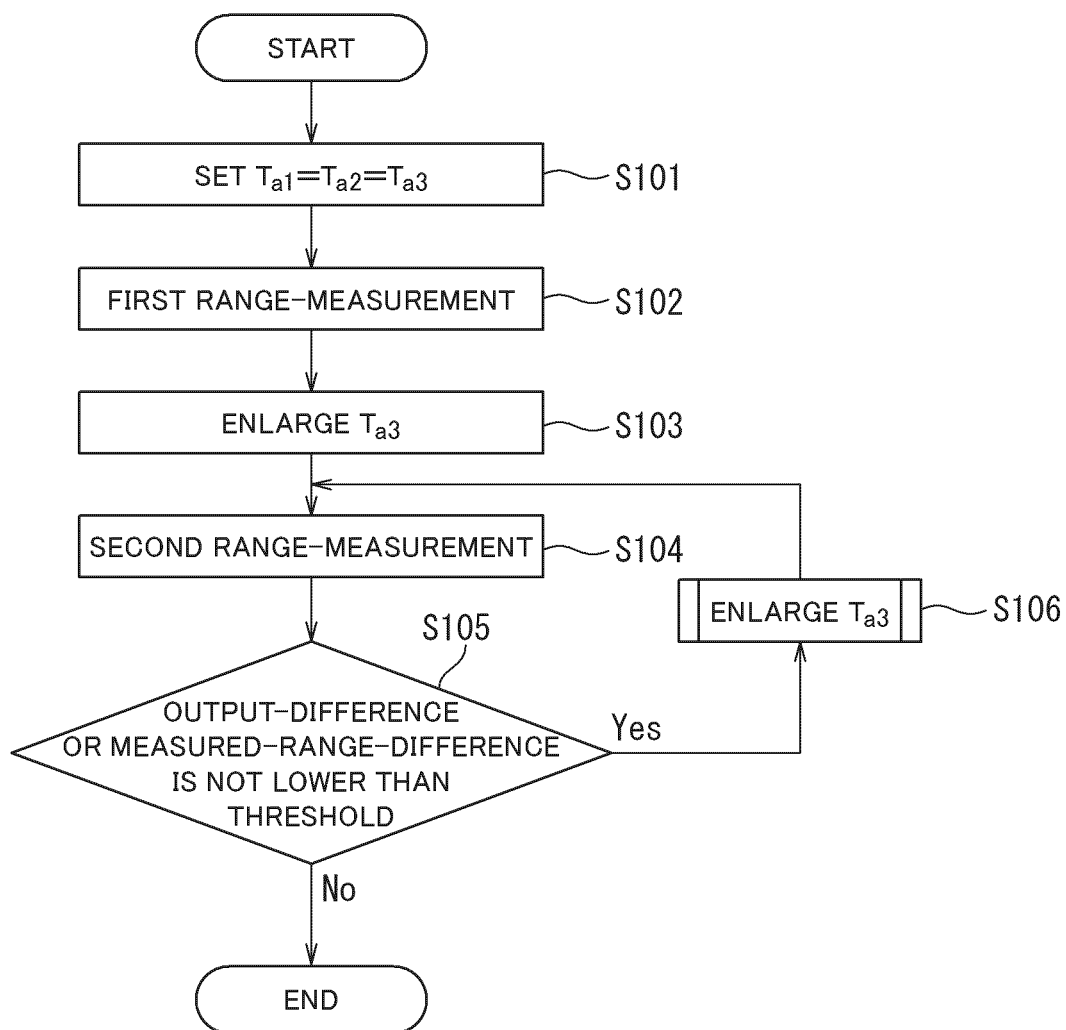 START
SET Ta1=Ta2=Ta3
S101
FIRST RANGE-MEASUREMENT
S102
ENLARGE Ta3
S103
SECOND RANGE-MEASUREMENT
S104
ENLARGE Ta3
S106
S105
OUTPUT-DIFFERENCE
OR MEASURED-RANGE-DIFFERENCE
IS NOT LOWER THAN
THRESHOLD
Yes
No
END